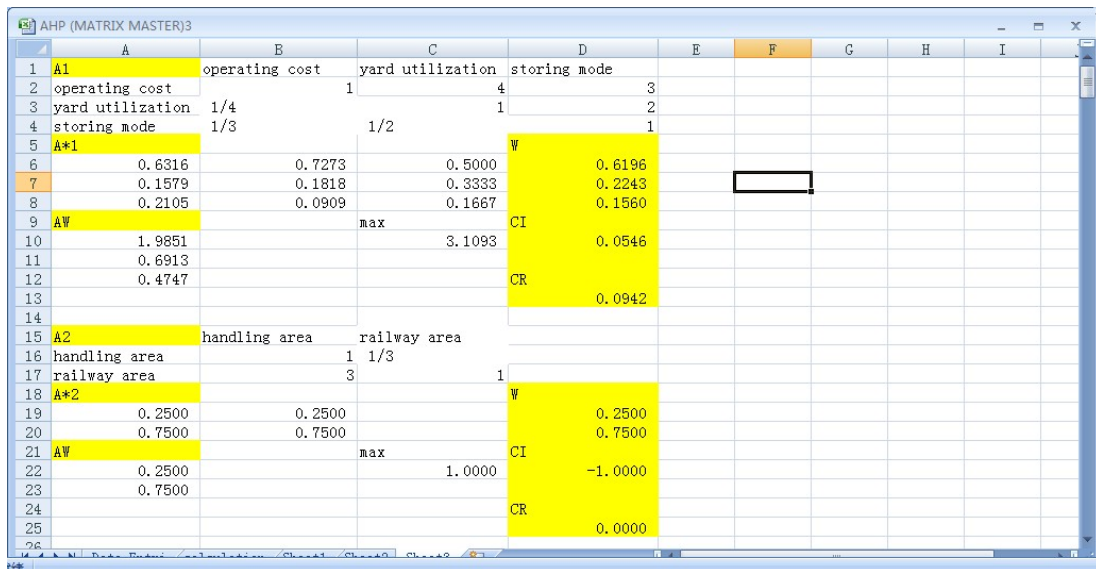 AHP (MATRIX MASTER)3
A B C D E F G H I
1 A1 operating cost yard utilization storing mode
2 operating cost 1 4 3
3 yard utilization 1/4 1 2
4 storing mode 1/3 1/2 1
5 A*1 W
6 0.6316 0.7273 0.5000 0.6196
7 0.1579 0.1818 0.3333 0.2243
8 0.2105 0.0909 0.1667 0.1560
9 AW max CI
10 1.9851 3.1093 0.0546
11 0.6913
12 0.4747 CR
13 0.0942
14
15 A2 handling area railway area
16 handling area 1 1/3
17 railway area 3 1
18 A*2 W
19 0.2500 0.2500 0.2500
20 0.7500 0.7500 0.7500
21 AW max CI
22 0.2500 1.0000 -1.0000
23 0.7500
24 CR
25 0.0000
26